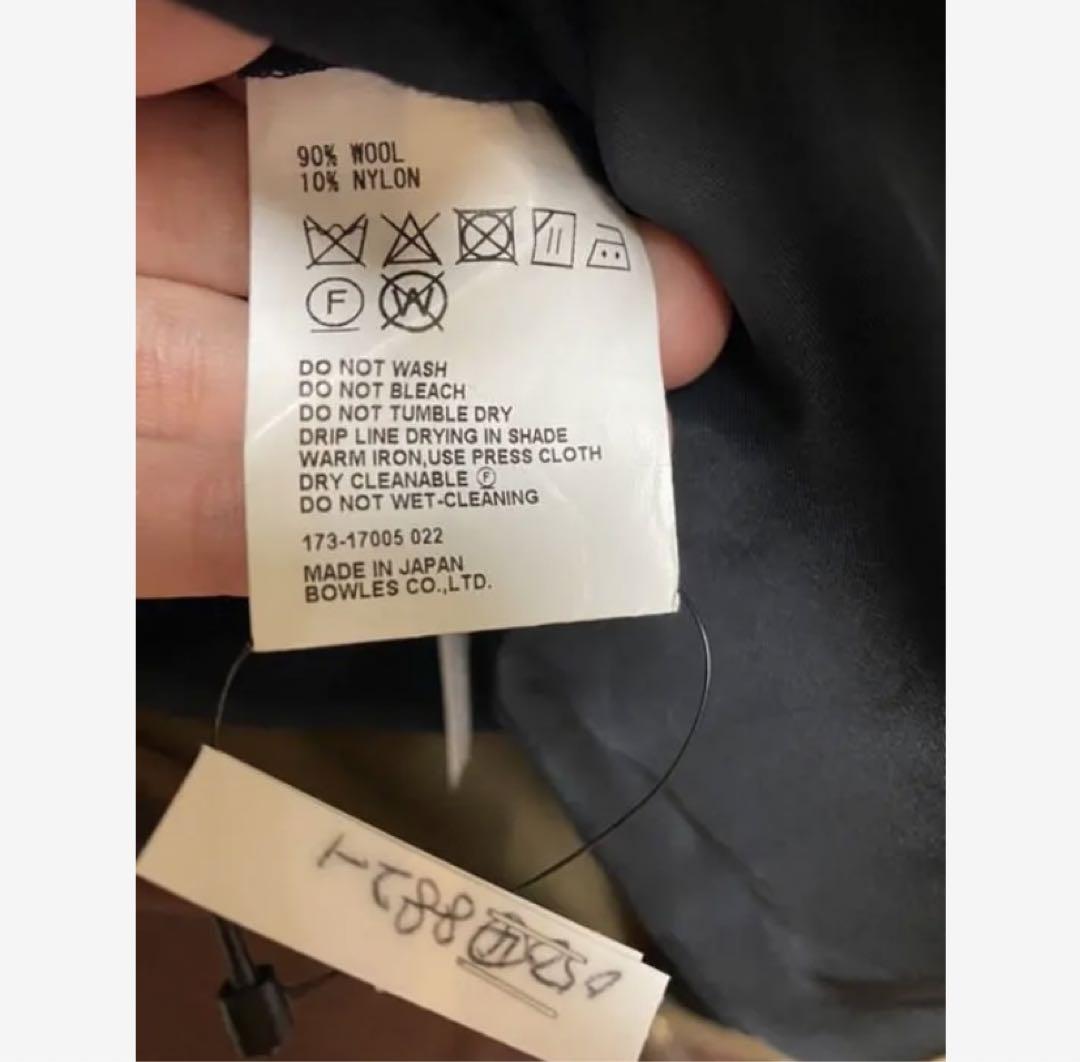 90% WOOL
10% NYLON
F W
DO NOT WASH
DO NOT BLEACH
DO NOT TUMBLE DRY
DRIP LINE DRYING IN SHADE
WARM IRON,USE PRESS CLOTH
DRY CLEANABLE Ⓕ
DO NOT WET-CLEANING
173-17005 022
MADE IN JAPAN
BOWLES CO.,LTD.